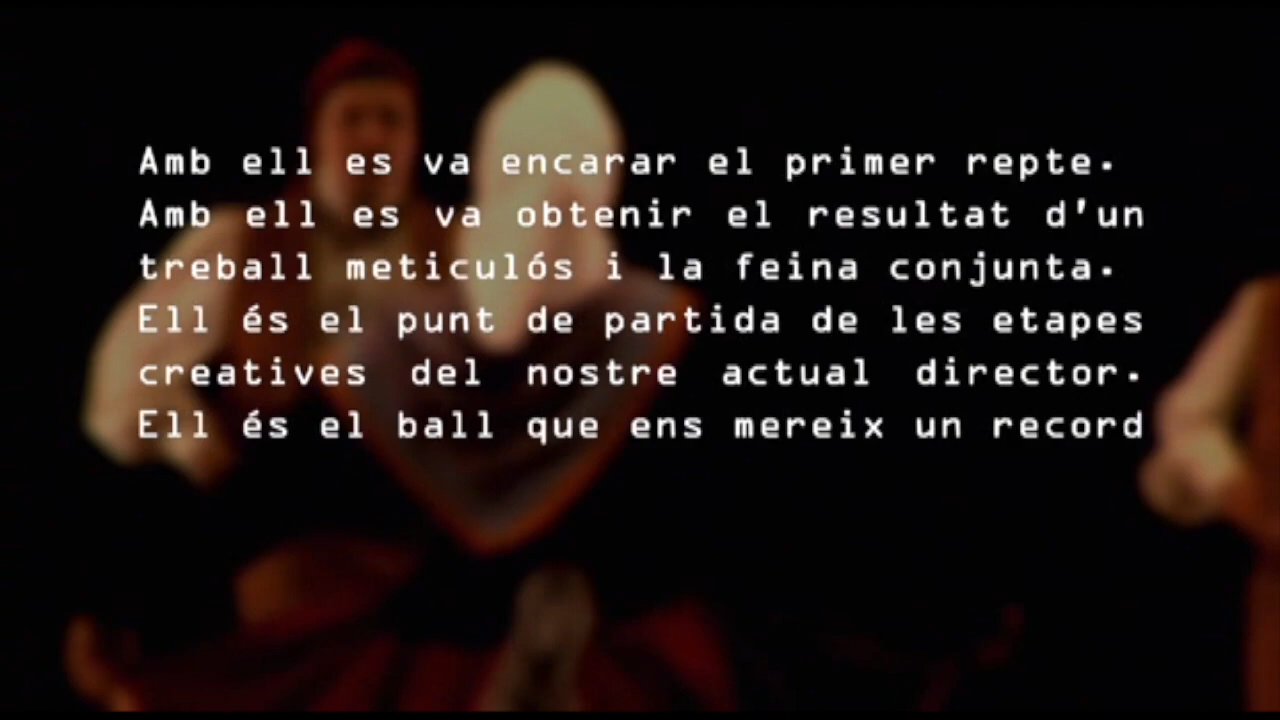 Amb ell es va encarar el primer repte.
Amb ell es va obtenir el resultat d'un
treball meticulós i la feina conjunta.
Ell és el punt de partida de les etapes
creatives del nostre actual director.
Ell és el ball que ens mereix un record